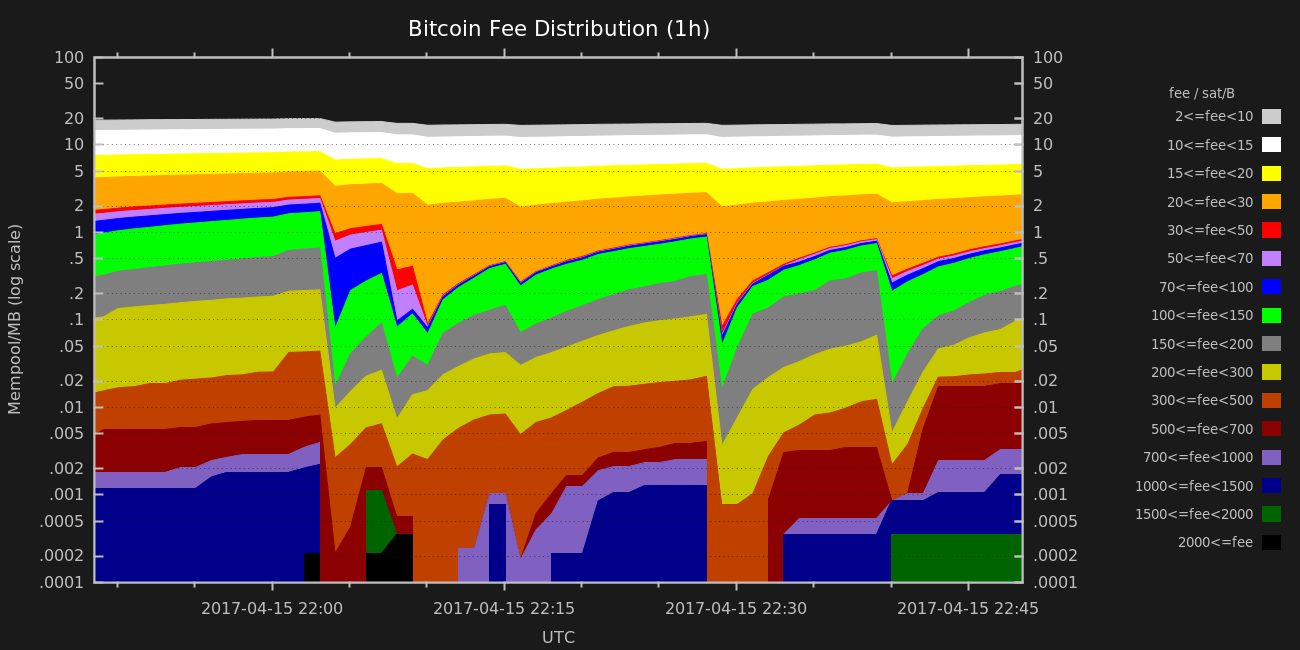 Bitcoin Fee Distribution (1h)
100 100
50 50
20 20
10 10
5 5
2 2
1 1
.5 .5
.2 .2
.1 .1
.05 .05
.02 .02
.01 .01
.005 .005
.002 .002
.001 .001
.0005 .0005
.0002 .0002
.0001 .0001
Mempool/MB (log scale)
2017-04-15 22:00 2017-04-15 22:15 2017-04-15 22:30 2017-04-15 22:45
UTC
fee / sat/B
2<=fee<10
10<=fee<15
15<=fee<20
20<=fee<30
30<=fee<50
50<=fee<70
70<=fee<100
100<=fee<150
150<=fee<200
200<=fee<300
300<=fee<500
500<=fee<700
700<=fee<1000
1000<=fee<1500
1500<=fee<2000
2000<=fee